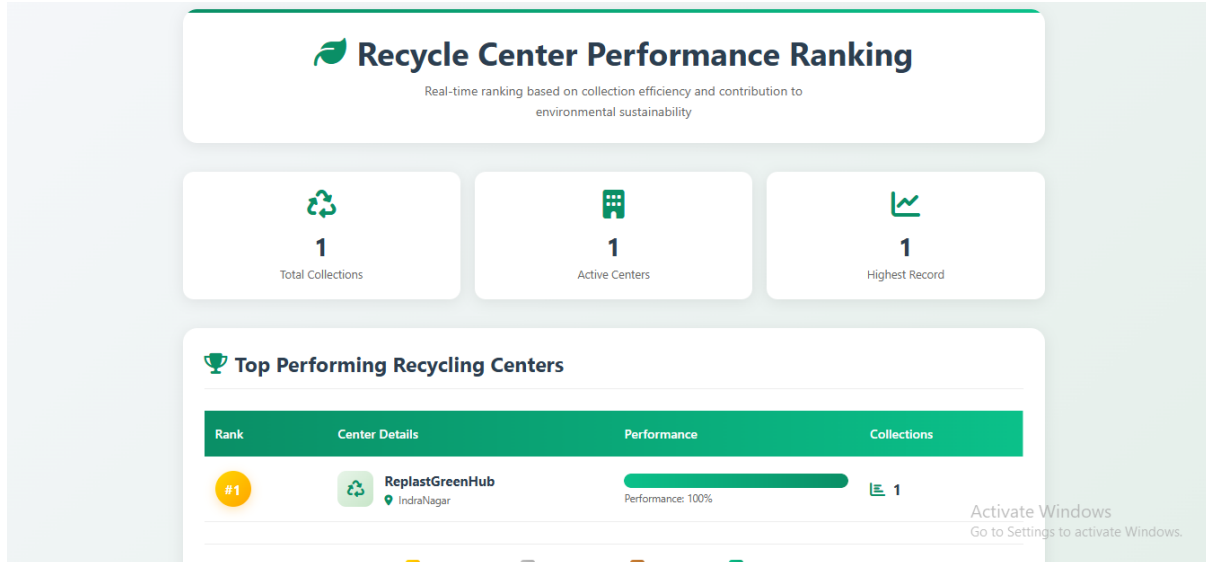 Recycle Center Performance Ranking
Real-time ranking based on collection efficiency and contribution to
environmental sustainability
1
Total Collections
1
Active Centers
1
Highest Record
Top Performing Recycling Centers
Rank Center Details Performance Collections
#1
ReplastGreenHub
IndraNagar
Performance: 100%
1
Activate Windows
Go to Settings to activate Windows.